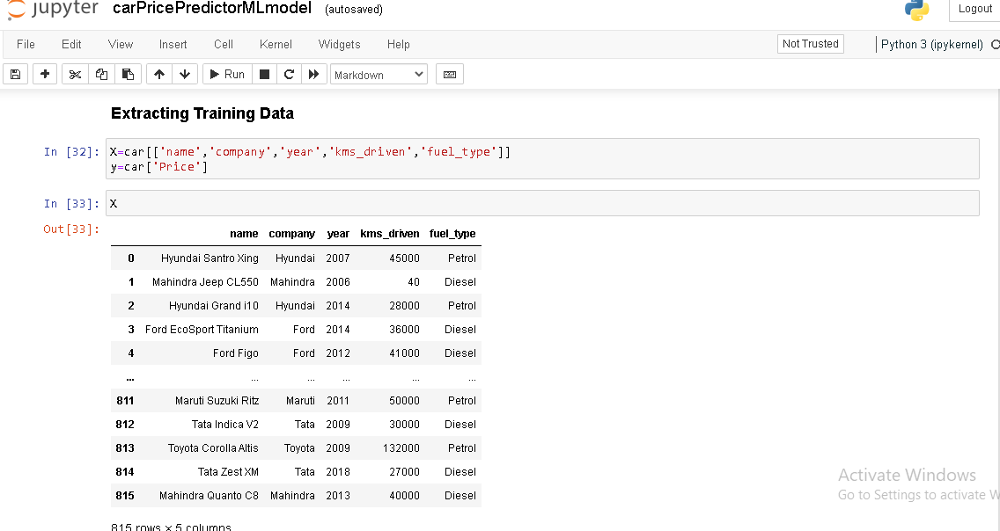 jupyter carPricePredictorMLmodel (autosaved) Logout
File Edit View Insert Cell Kernel Widgets Help Not Trusted Python 3 (ipykernel)
Run Markdown
Extracting Training Data
In [32]: X=car[['name','company','year','kms_driven','fuel_type']]
y=car['Price']
In [33]: X
Out[33]:
name company year kms_driven fuel_type
0 Hyundai Santro Xing Hyundai 2007 45000 Petrol
1 Mahindra Jeep CL550 Mahindra 2006 40 Diesel
2 Hyundai Grand i10 Hyundai 2014 28000 Petrol
3 Ford EcoSport Titanium Ford 2014 36000 Diesel
4 Ford Figo Ford 2012 41000 Diesel
... ... ... ... ... ...
811 Maruti Suzuki Ritz Maruti 2011 50000 Petrol
812 Tata Indica V2 Tata 2009 30000 Diesel
813 Toyota Corolla Altis Toyota 2009 132000 Petrol
814 Tata Zest XM Tata 2018 27000 Diesel
815 Mahindra Quanto C8 Mahindra 2013 40000 Diesel
815 rows × 5 columns
Activate Windows
Go to Settings to activate W